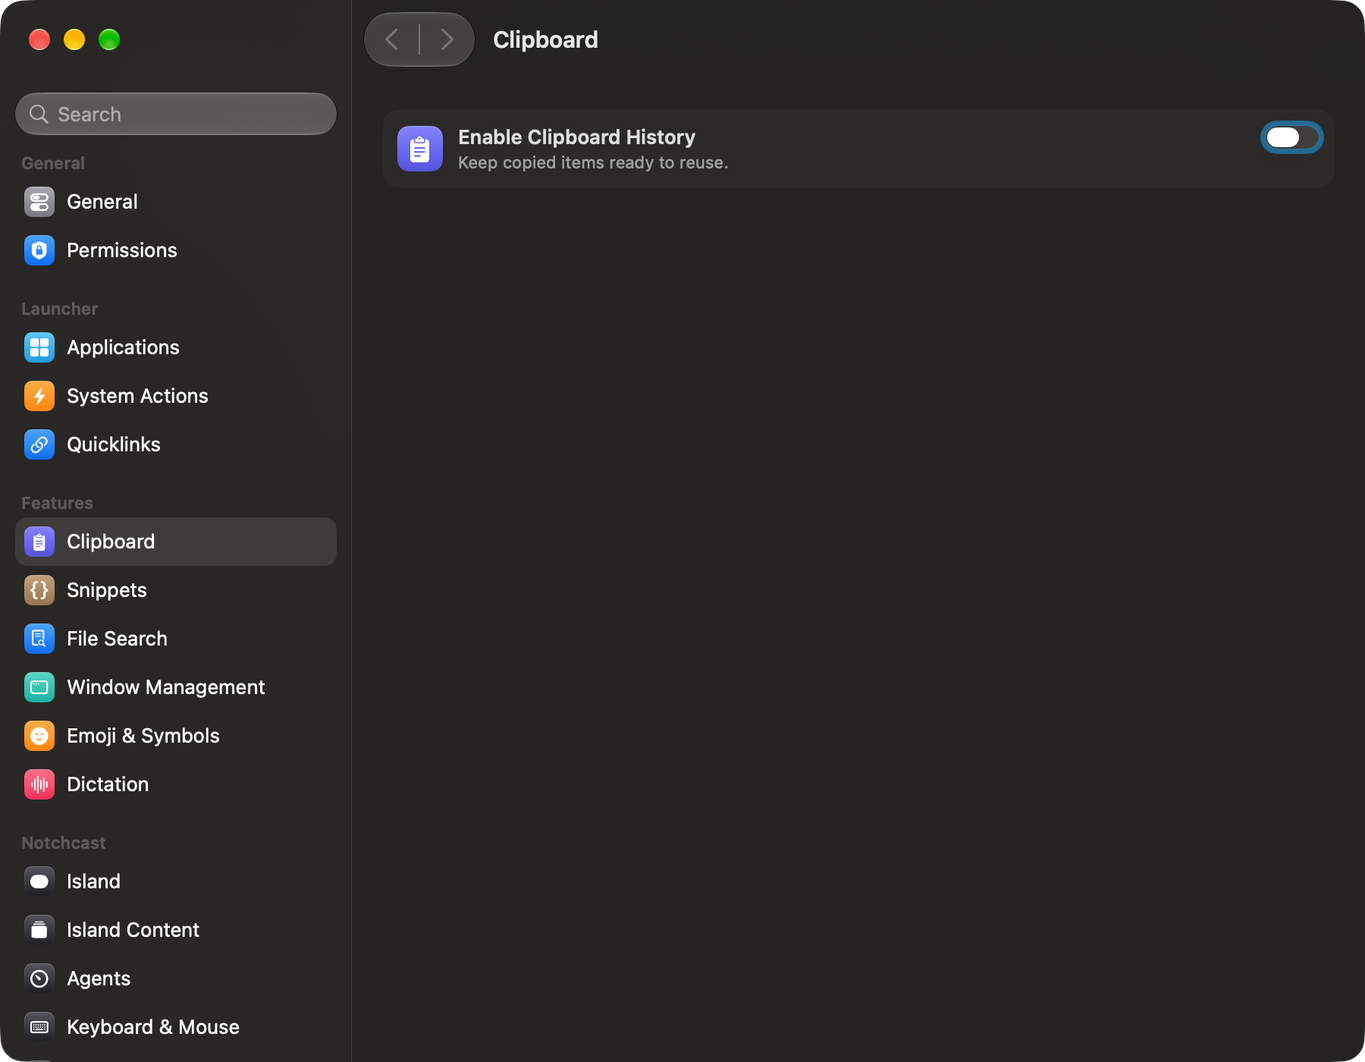 Clipboard
Search
General
General
Permissions
Launcher
Applications
System Actions
Quicklinks
Features
Clipboard
Snippets
File Search
Window Management
Emoji & Symbols
Dictation
Notchcast
Island
Island Content
Agents
Keyboard & Mouse
Enable Clipboard History
Keep copied items ready to reuse.